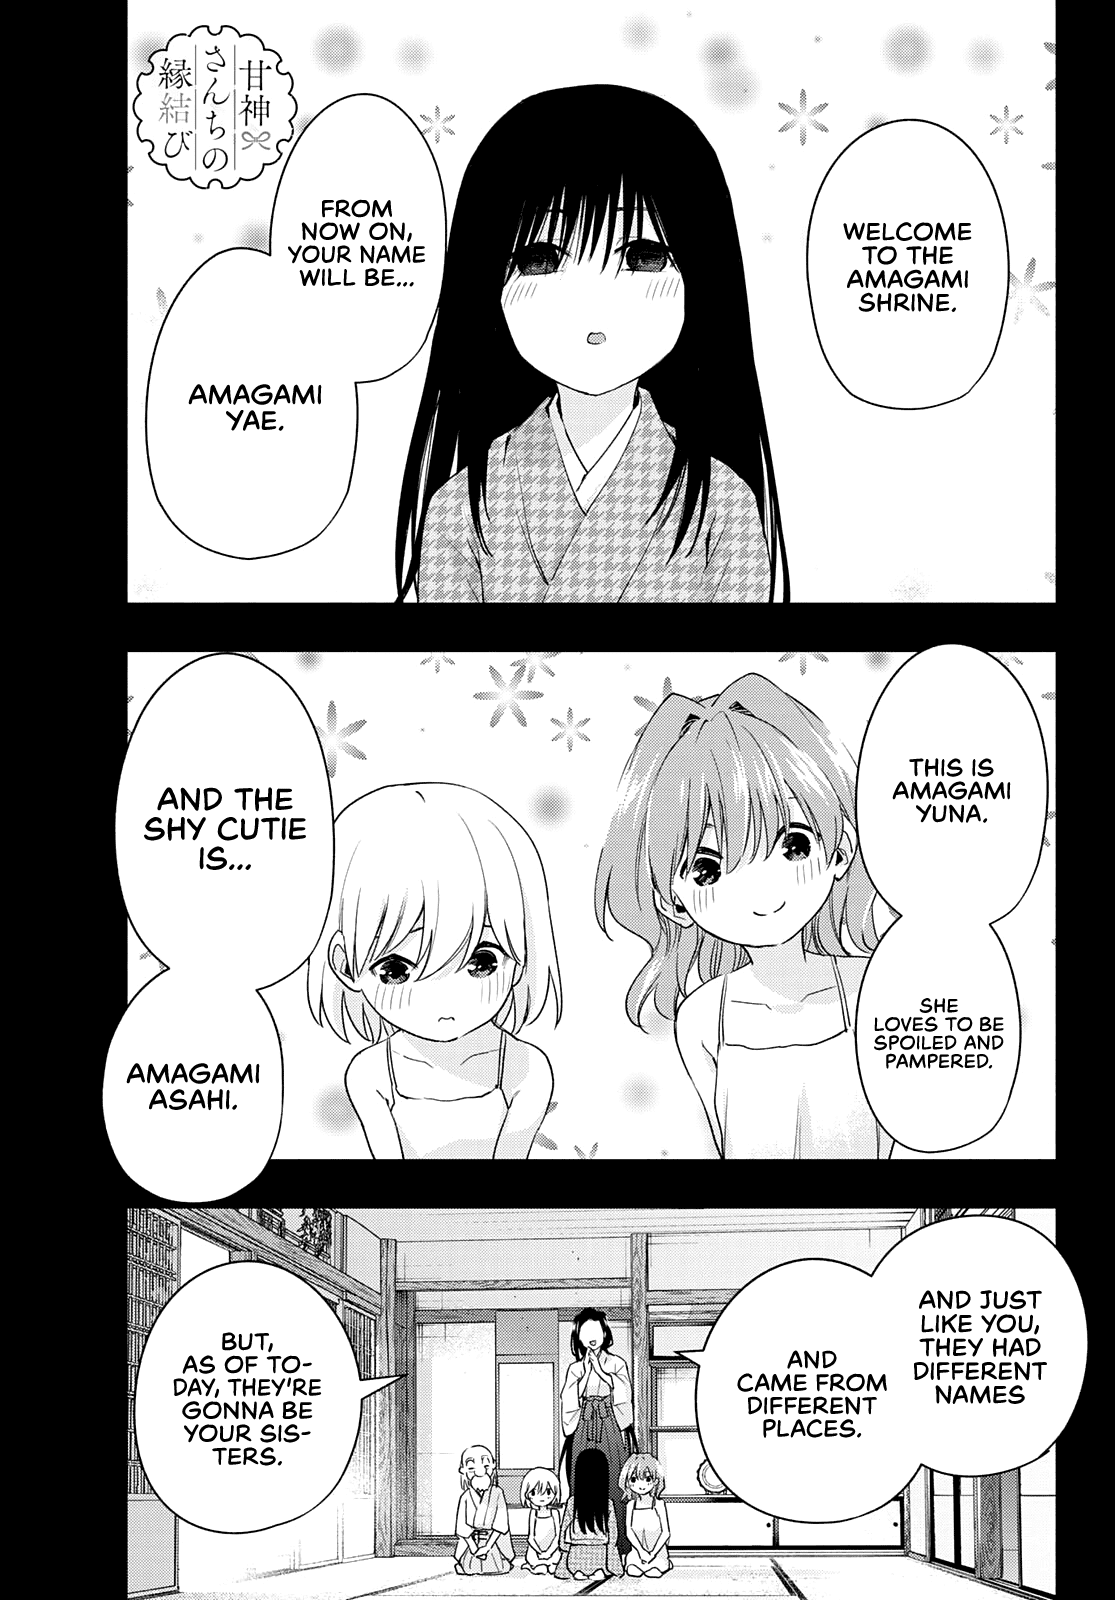 甘神
さんちの
縁結び
WELCOME
TO THE
AMAGAMI
SHRINE.
FROM
NOW ON,
YOUR NAME
WILL BE...
AMAGAMI
YAE.
THIS IS
AMAGAMI
YUNA.
SHE
LOVES TO BE
SPOILED AND
PAMPERED.
AND THE
SHY CUTIE
IS...
AMAGAMI
ASAHI.
AND JUST
LIKE YOU,
THEY HAD
DIFFERENT
NAMES
AND
CAME FROM
DIFFERENT
PLACES.
BUT,
AS OF TO-
DAY, THEY'RE
GONNA BE
YOUR SIS-
TERS.